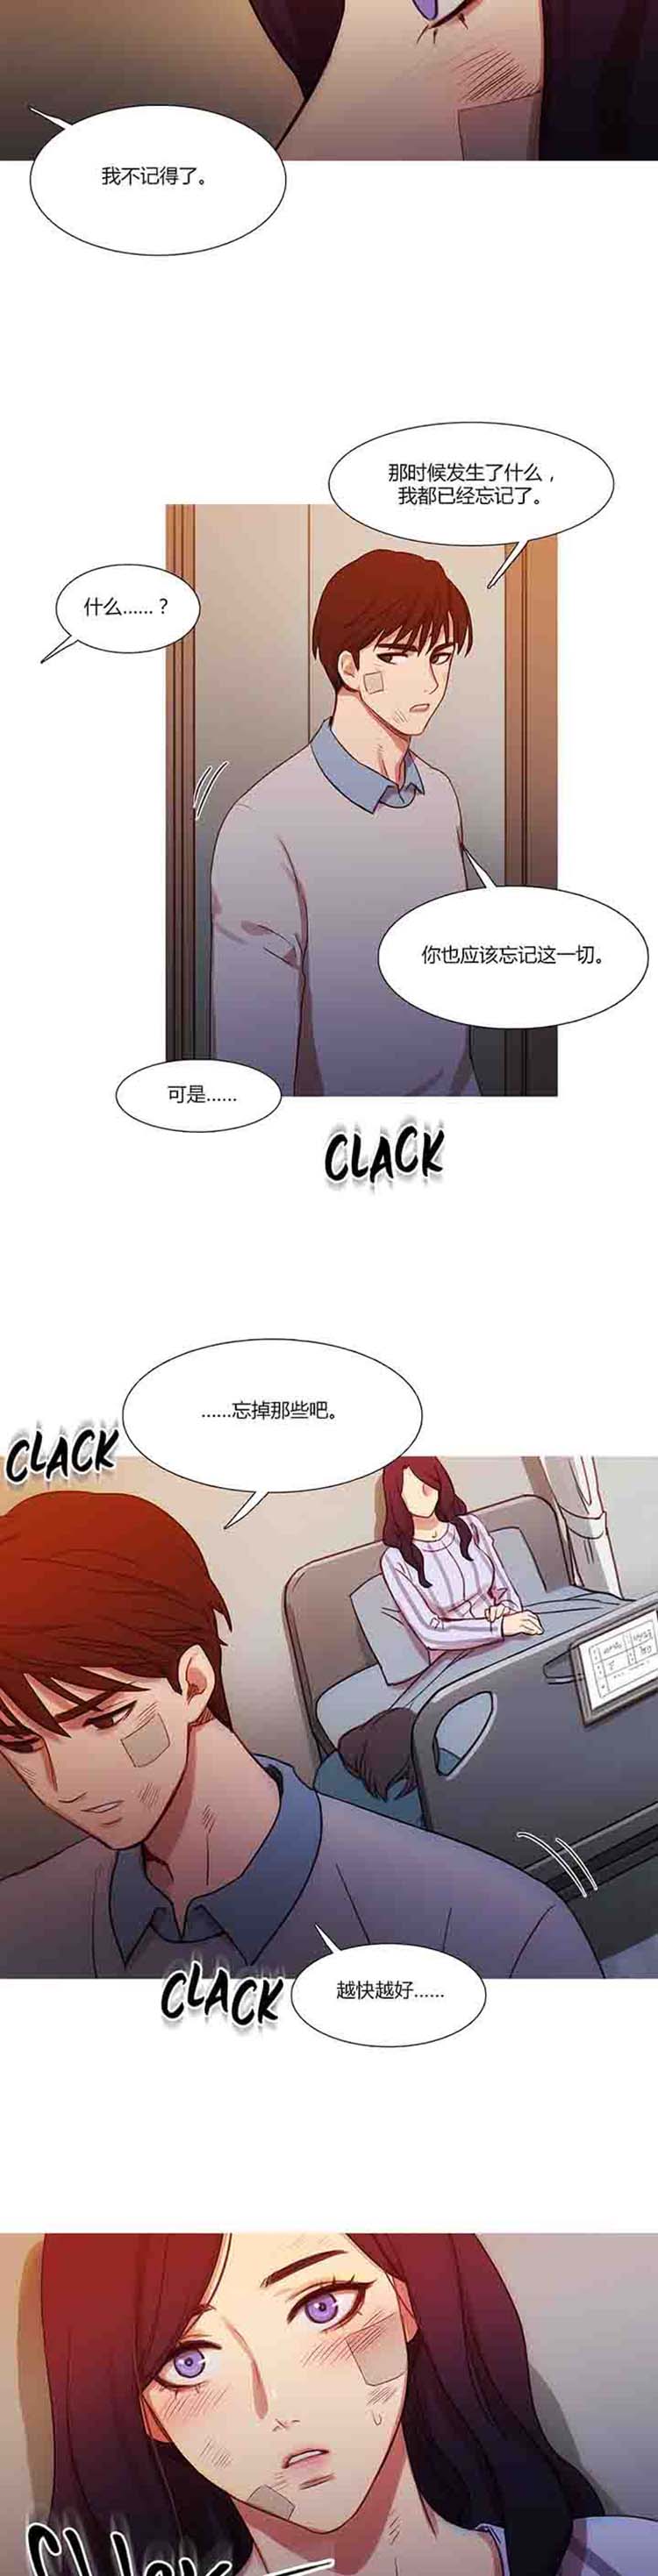 我不记得了。
那时候发生了什么，
我都已经忘记了。
什么……？
你也应该忘记这一切。
可是……
CLACK
……忘掉那些吧。
CLACK
CLACK
越快越好……